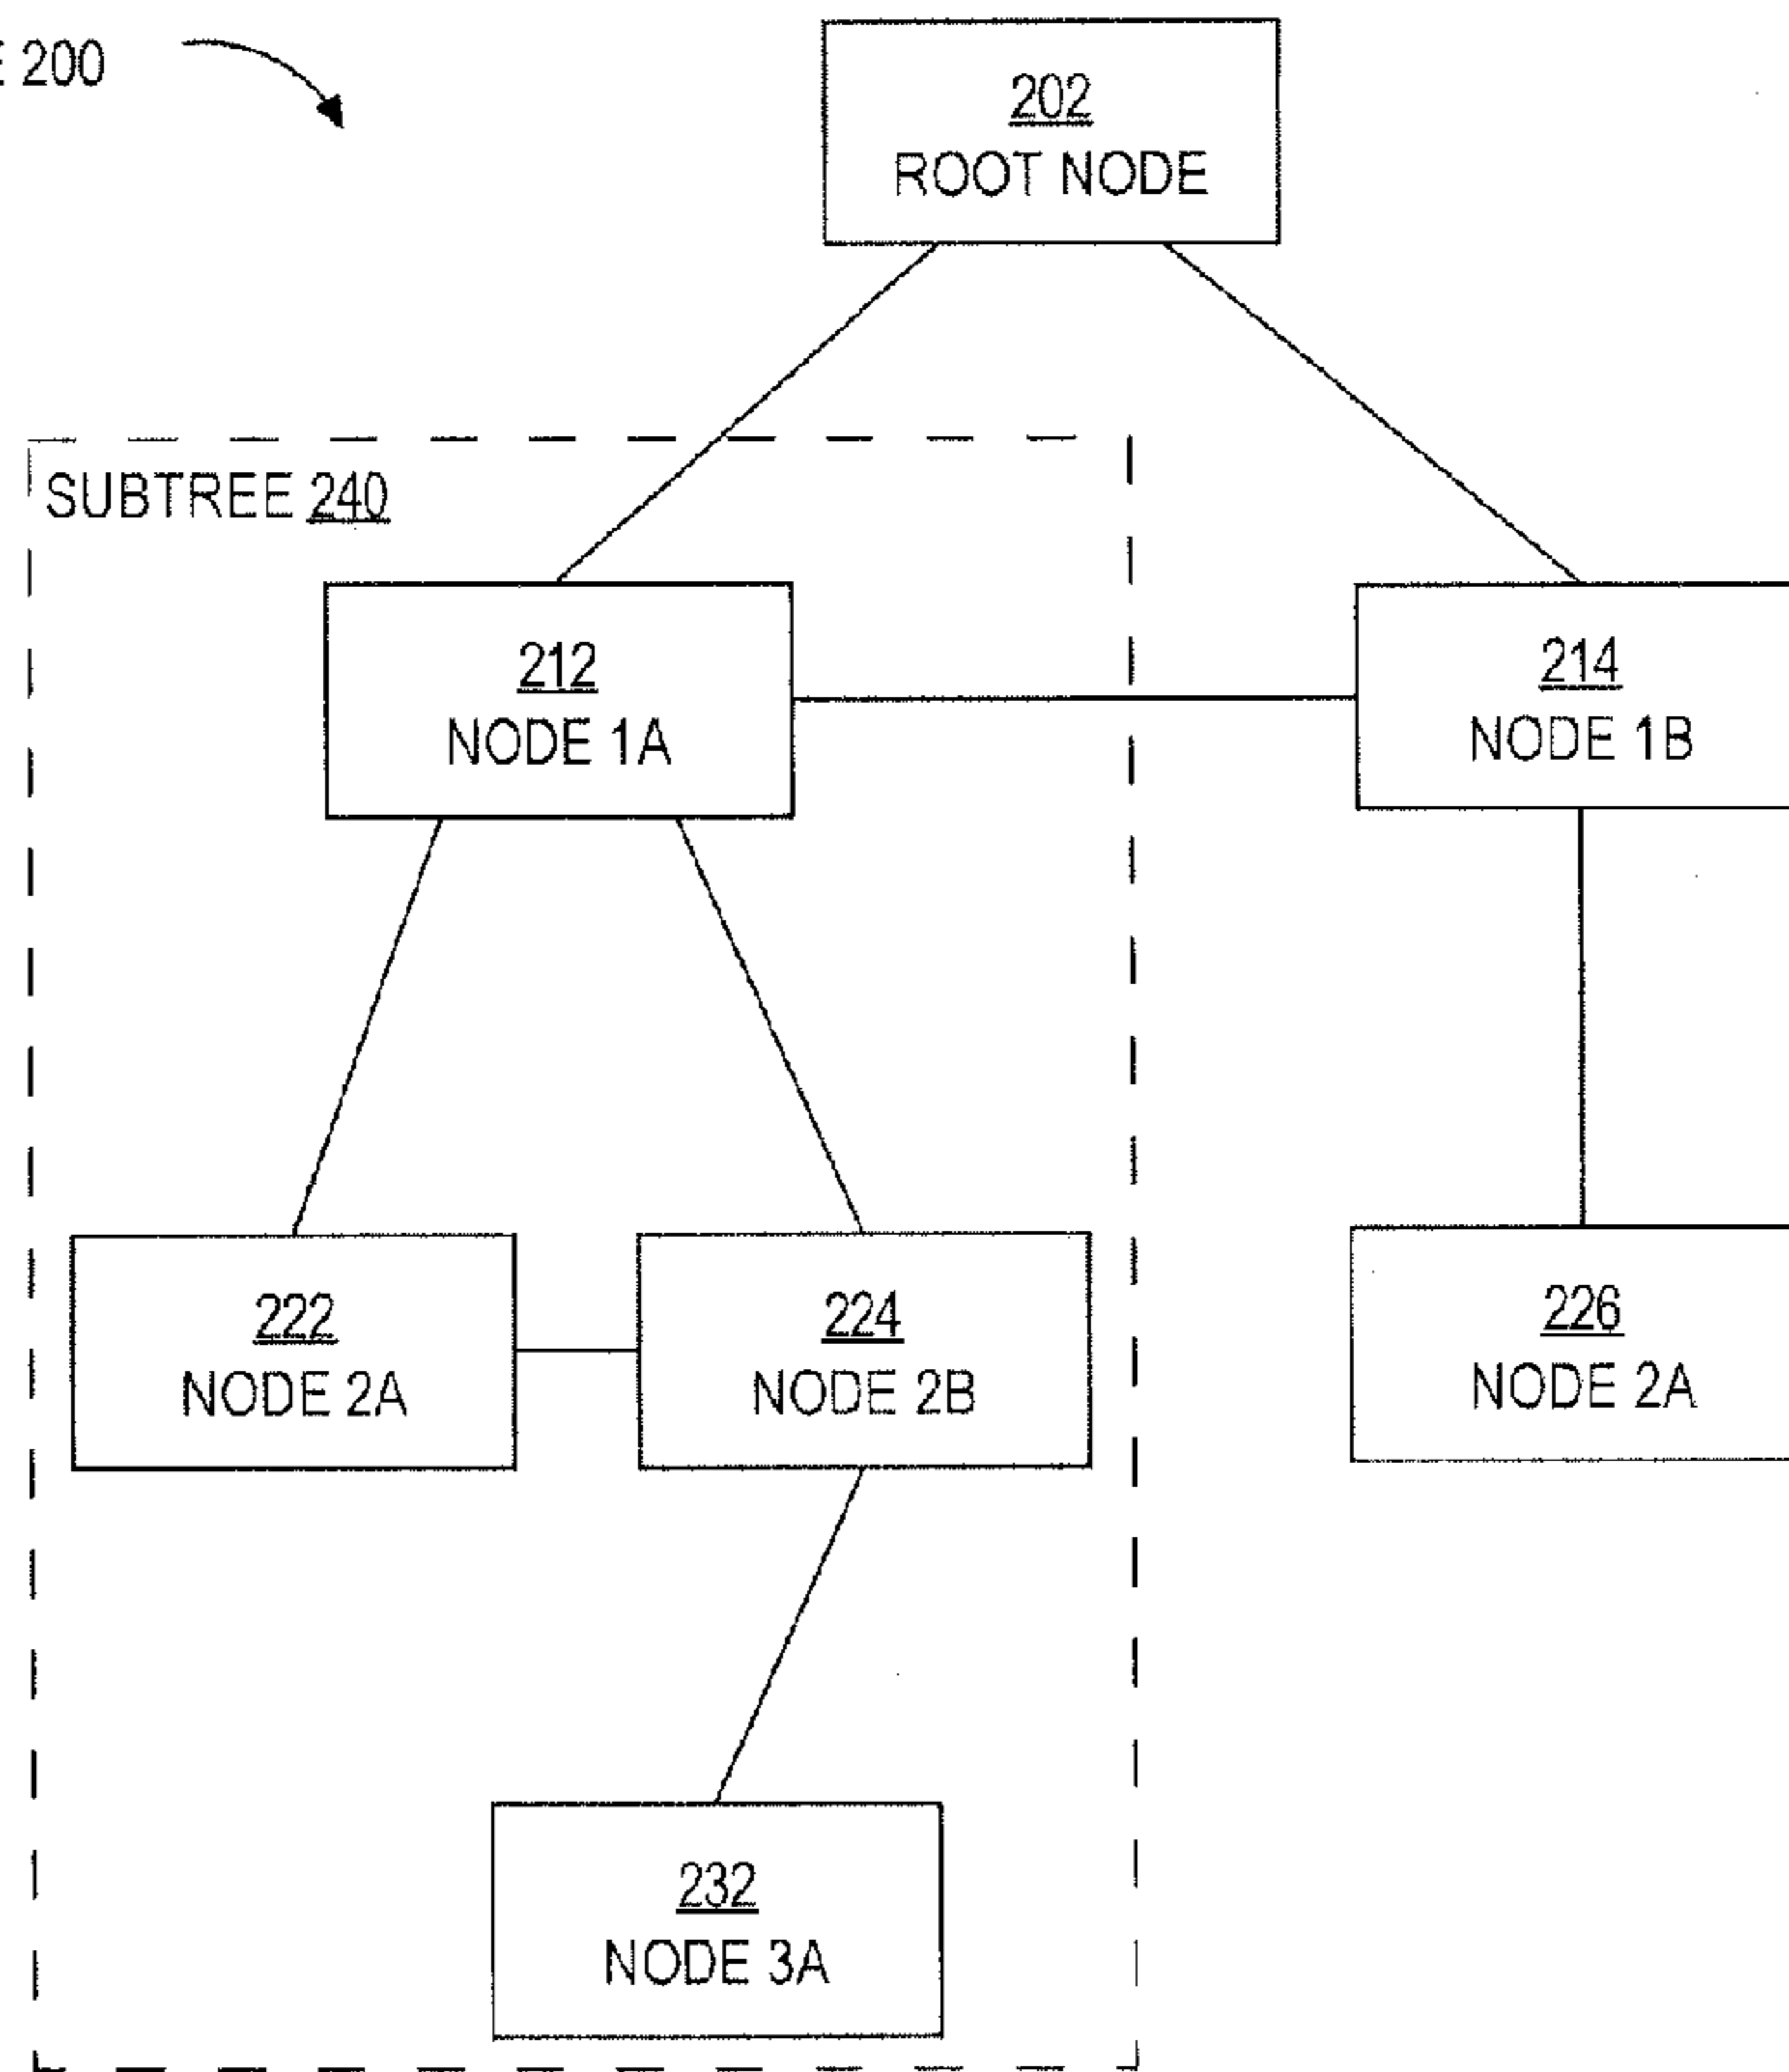 E 200
202
ROOT NODE
SUBTREE 240
212
NODE 1A
214
NODE 1B
222
NODE 2A
224
NODE 2B
226
NODE 2A
232
NODE 3A